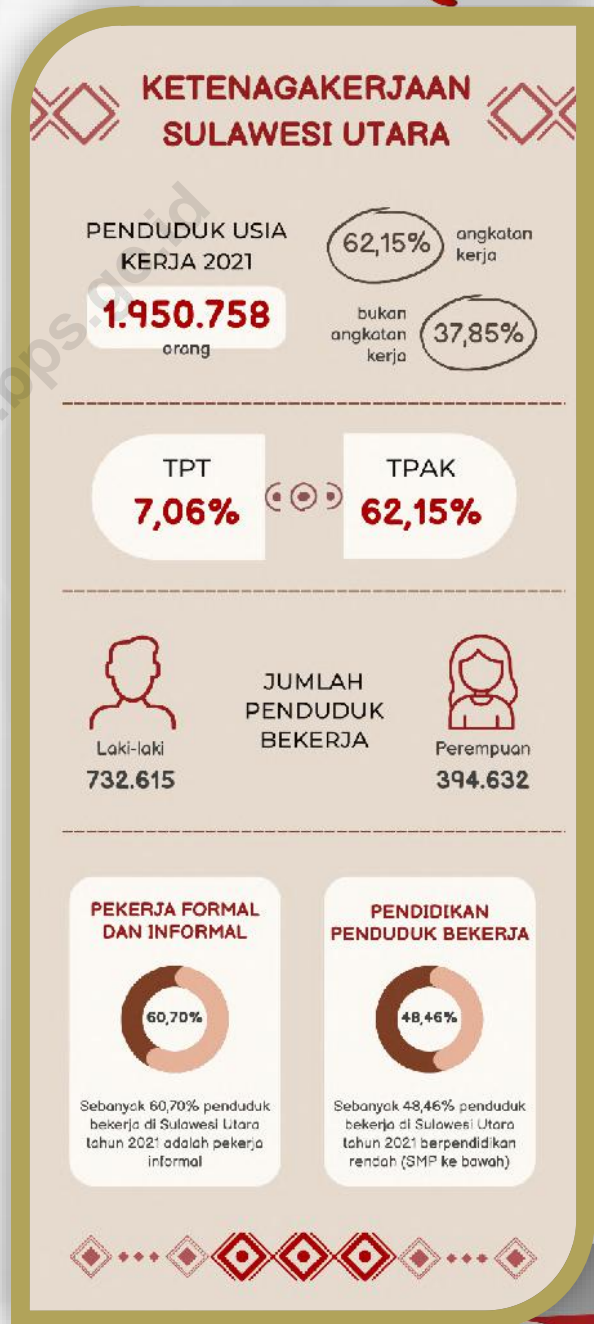 KETENAGAKERJAAN
SULAWESI UTARA
PENDUDUK USIA
KERJA 2021
1.950.758
orang
62,15%
angkatan
kerja
bukan
angkatan
kerja
37,85%
TPT
7,06%
TPAK
62,15%
JUMLAH
PENDUDUK
BEKERJA
Laki-laki
732.615
Perempuan
394.632
PEKERJA FORMAL
DAN INFORMAL
60,70%
Sebanyak 60,70% penduduk
bekerja di Sulawesi Utara
tahun 2021 adalah pekerja
informal
PENDIDIKAN
PENDUDUK BEKERJA
48,46%
Sebanyak 48,46% penduduk
bekerja di Sulawesi Utara
tahun 2021 berpendidikan
rendah (SMP ke bawah)
.bps.go.id